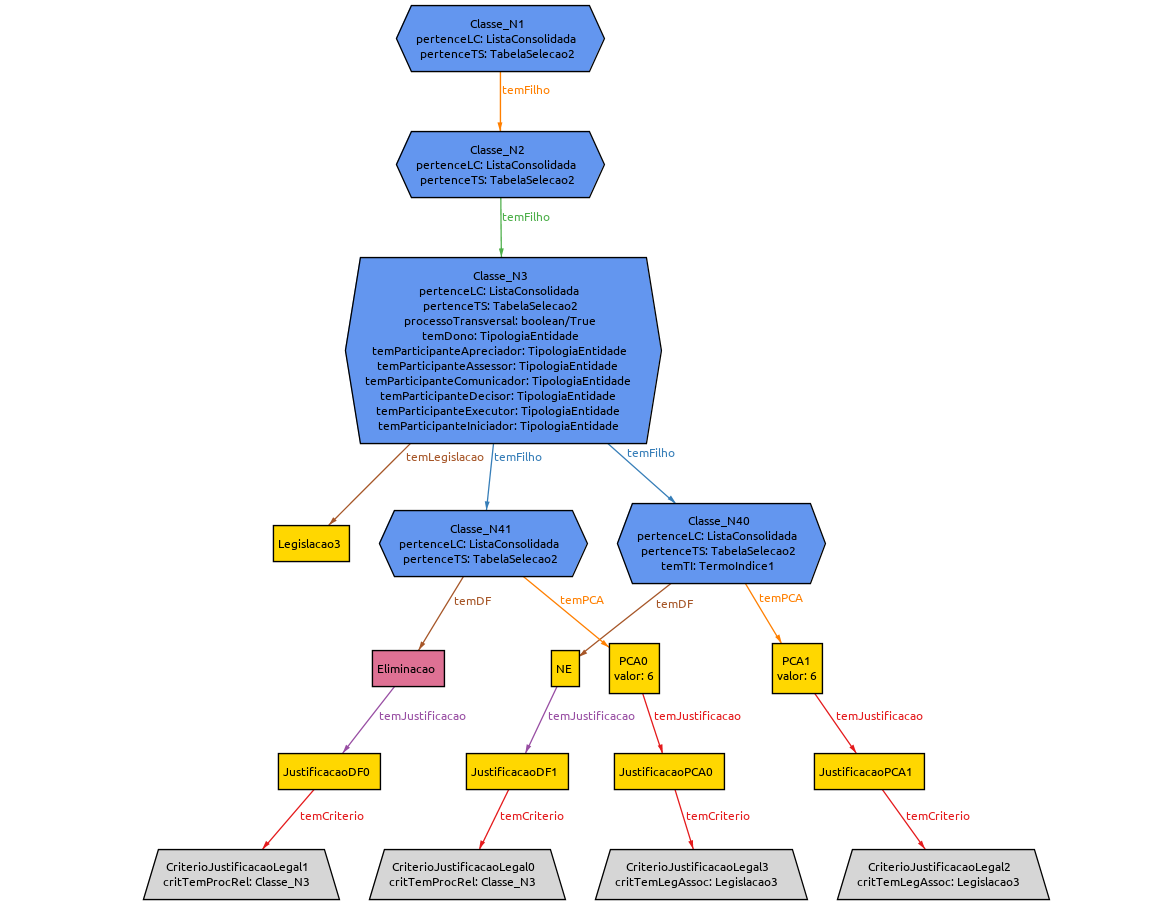 Classe_N1
pertenceLC: ListaConsolidada
pertenceTS: TabelaSelecao2
temFilho
Classe_N2
pertenceLC: ListaConsolidada
pertenceTS: TabelaSelecao2
temFilho
Classe_N3
pertenceLC: ListaConsolidada
pertenceTS: TabelaSelecao2
processoTransversal: boolean/True
temDono: TipologiaEntidade
temParticipanteApreciador: TipologiaEntidade
temParticipanteAssessor: TipologiaEntidade
temParticipanteComunicador: TipologiaEntidade
temParticipanteDecisor: TipologiaEntidade
temParticipanteExecutor: TipologiaEntidade
temParticipanteIniciador: TipologiaEntidade
temLegislacao
temFilho
temFilho
Legislacao3
Classe_N41
pertenceLC: ListaConsolidada
pertenceTS: TabelaSelecao2
Classe_N40
pertenceLC: ListaConsolidada
pertenceTS: TabelaSelecao2
temTI: TermoIndice1
temDF
temPCA
temDF
temPCA
Eliminacao
NE
PCA0
valor: 6
PCA1
valor: 6
temJustificacao
temJustificacao
temJustificacao
temJustificacao
JustificacaoDF0
JustificacaoDF1
JustificacaoPCA0
JustificacaoPCA1
temCriterio
temCriterio
temCriterio
temCriterio
CriterioJustificacaoLegal1
critTemProcRel: Classe_N3
CriterioJustificacaoLegal0
critTemProcRel: Classe_N3
CriterioJustificacaoLegal3
critTemLegAssoc: Legislacao3
CriterioJustificacaoLegal2
critTemLegAssoc: Legislacao3